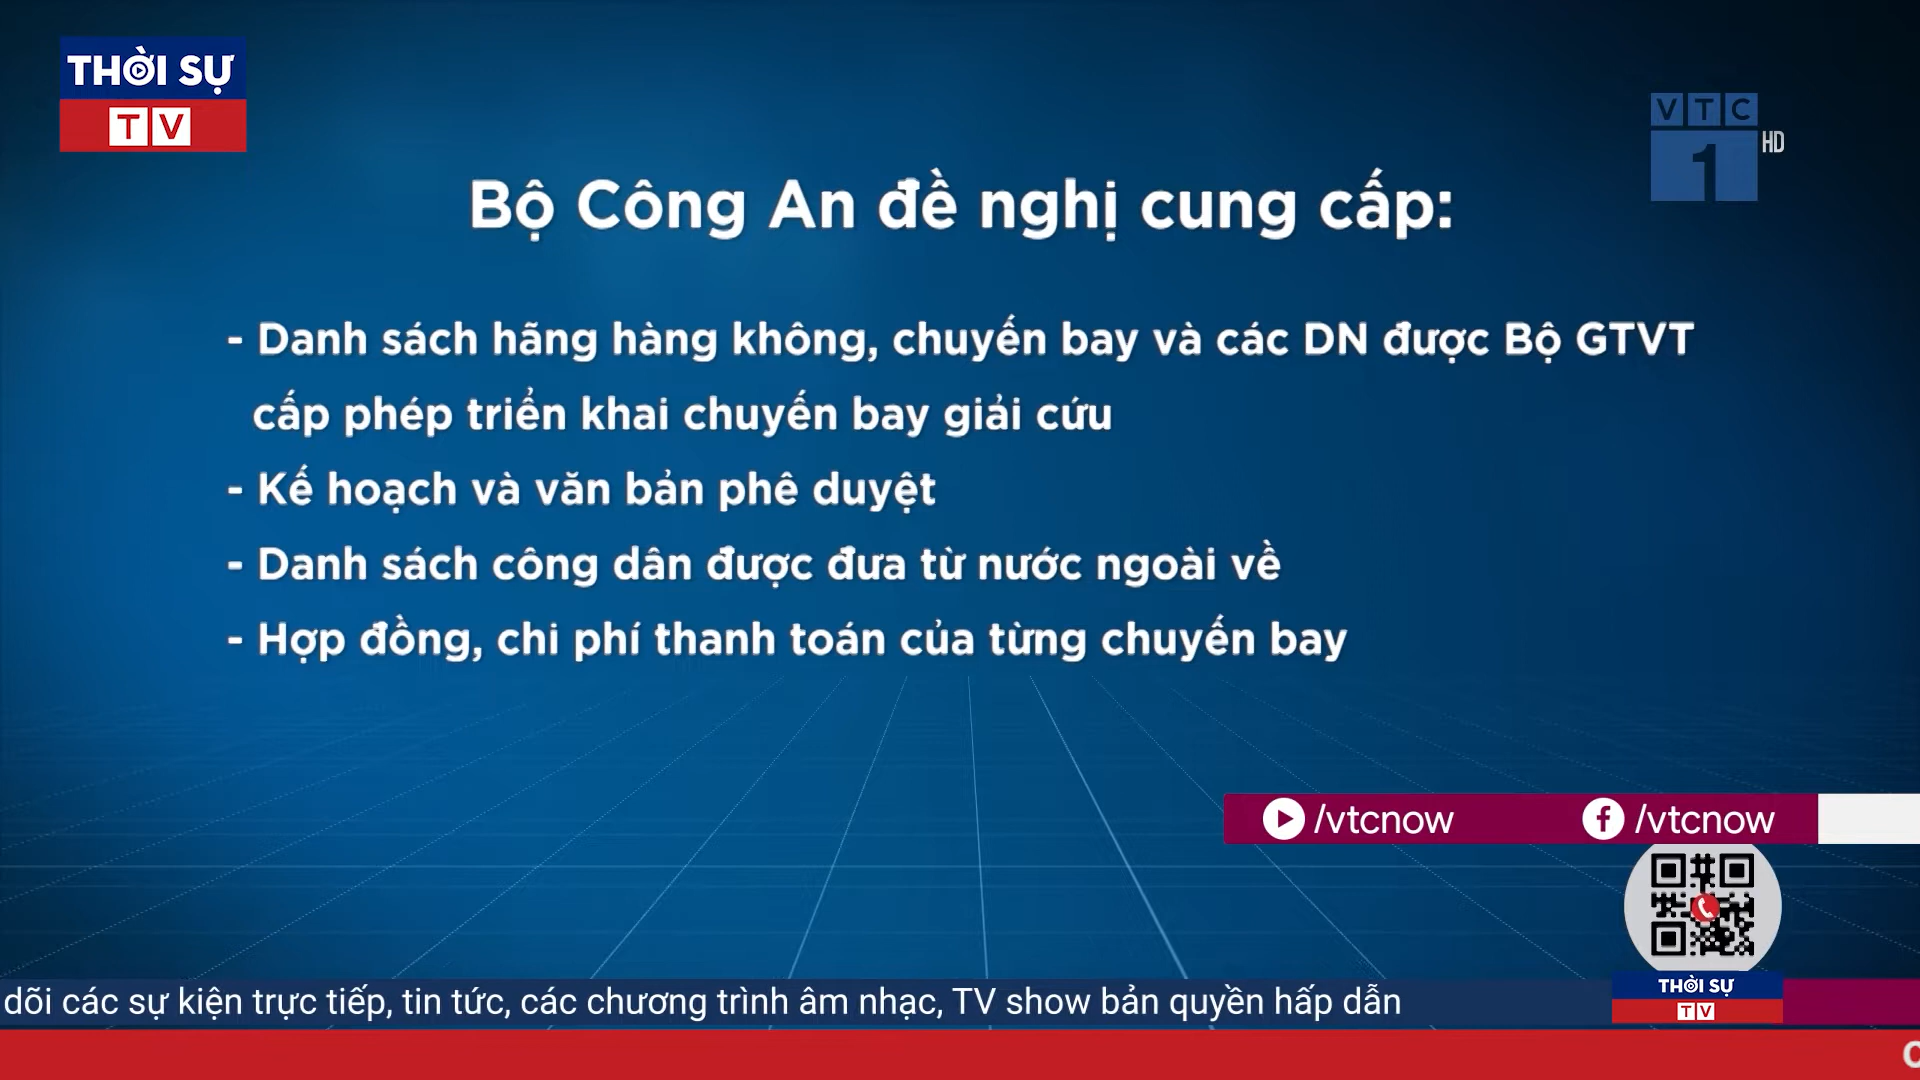 THỜI SỰ
TV
VTC
1 HD
Bộ Công An đề nghị cung cấp:
- Danh sách hãng hàng không, chuyến bay và các DN được Bộ GTVT
cấp phép triển khai chuyến bay giải cứu
- Kế hoạch và văn bản phê duyệt
- Danh sách công dân được đưa từ nước ngoài về
- Hợp đồng, chi phí thanh toán của từng chuyến bay
/vtcnow /vtcnow
THỜI SỰ
TV
dõi các sự kiện trực tiếp, tin tức, các chương trình âm nhạc, TV show bản quyền hấp dẫn